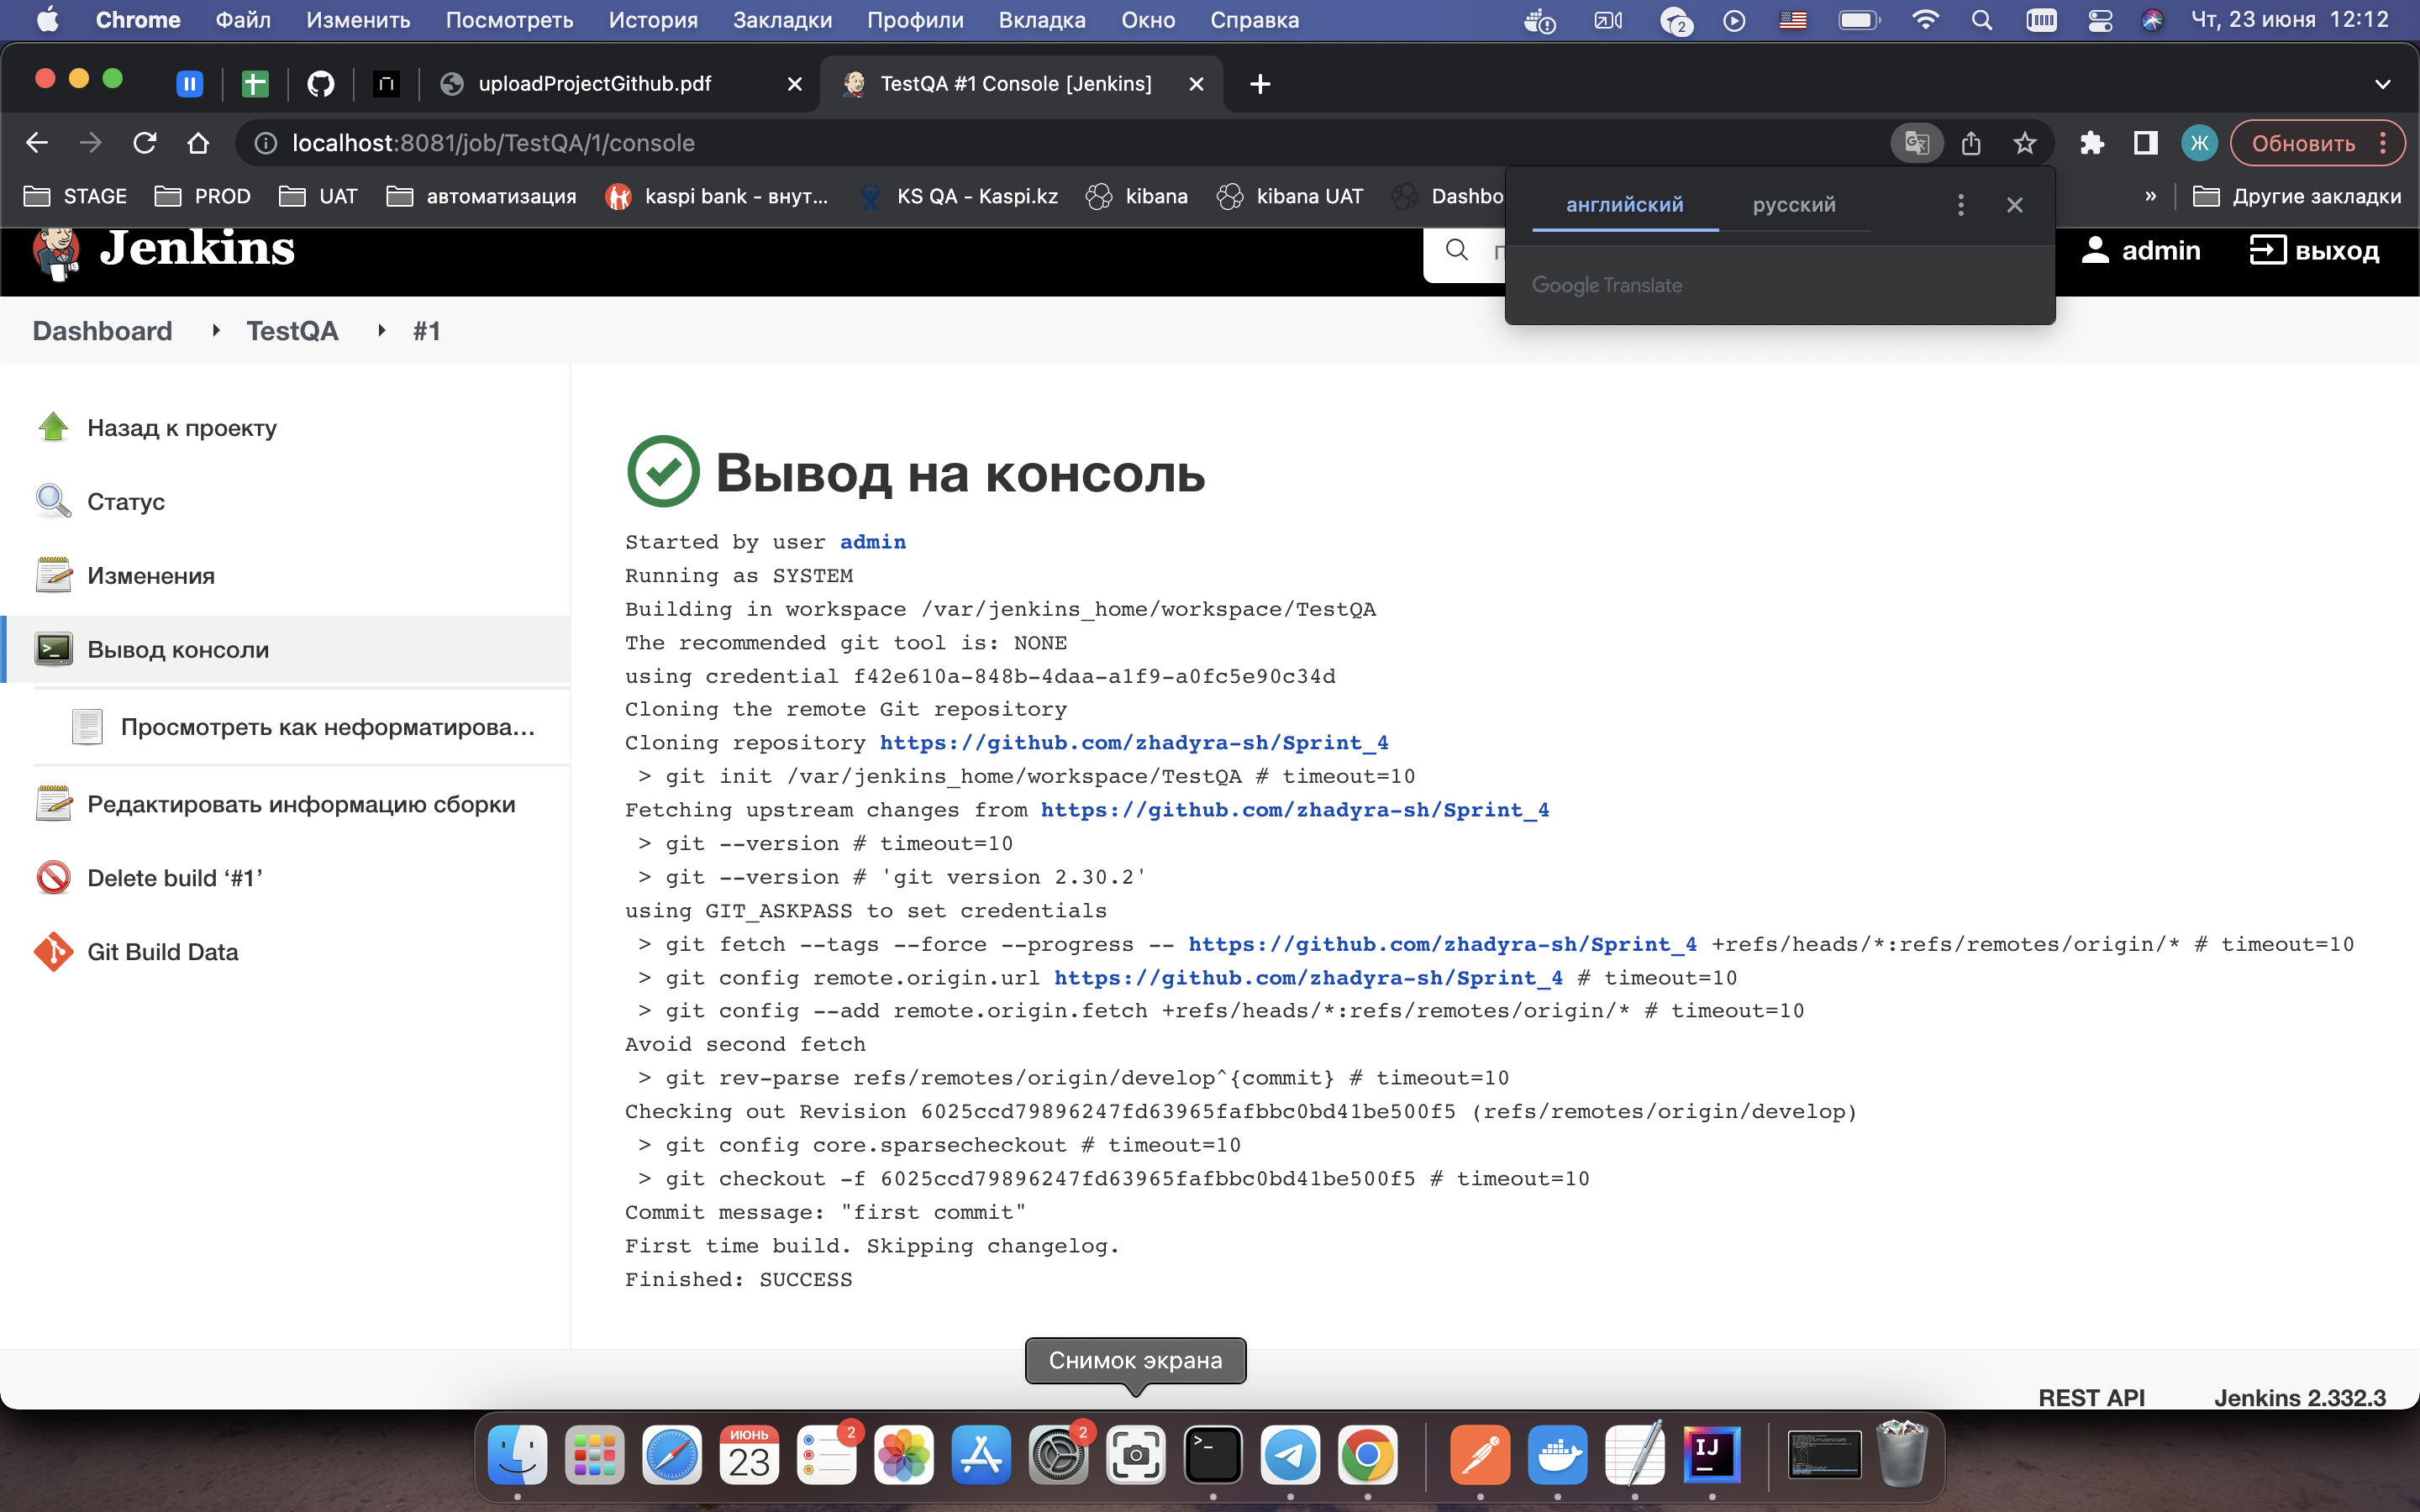 Chrome Файл Изменить Посмотреть История Закладки Профили Вкладка Окно Справка 2 Чт, 23 июня 12:12
uploadProjectGithub.pdf TestQA #1 Console [Jenkins]
localhost:8081/job/TestQA/1/console Ж Обновить
STAGE PROD UAT автоматизация kaspi bank - внут... KS QA - Kaspi.kz kibana kibana UAT Dashbo » Другие закладки
английский русский
Google Translate
Jenkins admin выход
Dashboard TestQA #1
Назад к проекту
Статус
Изменения
Вывод консоли
Просмотреть как неформатирова...
Редактировать информацию сборки
Delete build ‘#1’
Git Build Data
Вывод на консоль
Started by user admin
Running as SYSTEM
Building in workspace /var/jenkins_home/workspace/TestQA
The recommended git tool is: NONE
using credential f42e610a-848b-4daa-a1f9-a0fc5e90c34d
Cloning the remote Git repository
Cloning repository https://github.com/zhadyra-sh/Sprint_4
> git init /var/jenkins_home/workspace/TestQA # timeout=10
Fetching upstream changes from https://github.com/zhadyra-sh/Sprint_4
> git --version # timeout=10
> git --version # 'git version 2.30.2'
using GIT_ASKPASS to set credentials
> git fetch --tags --force --progress -- https://github.com/zhadyra-sh/Sprint_4 +refs/heads/*:refs/remotes/origin/* # timeout=10
> git config remote.origin.url https://github.com/zhadyra-sh/Sprint_4 # timeout=10
> git config --add remote.origin.fetch +refs/heads/*:refs/remotes/origin/* # timeout=10
Avoid second fetch
> git rev-parse refs/remotes/origin/develop^{commit} # timeout=10
Checking out Revision 6025ccd79896247fd63965fafbbc0bd41be500f5 (refs/remotes/origin/develop)
> git config core.sparsecheckout # timeout=10
> git checkout -f 6025ccd79896247fd63965fafbbc0bd41be500f5 # timeout=10
Commit message: "first commit"
First time build. Skipping changelog.
Finished: SUCCESS
Снимок экрана
REST API Jenkins 2.332.3
ИЮНЬ
23
2
2
IJ